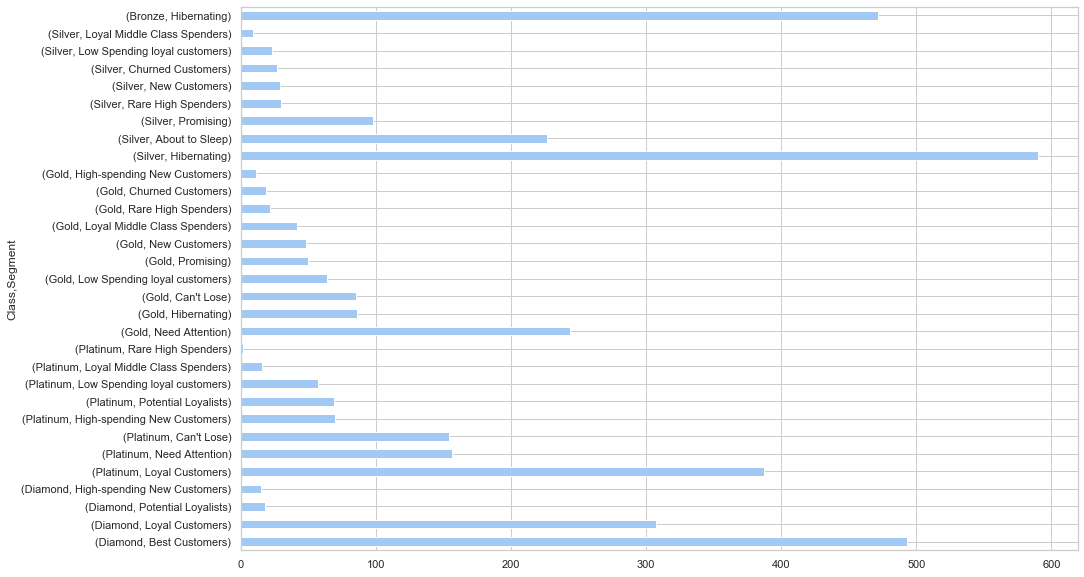 (Bronze, Hibernating)
(Silver, Loyal Middle Class Spenders)
(Silver, Low Spending loyal customers)
(Silver, Churned Customers)
(Silver, New Customers)
(Silver, Rare High Spenders)
(Silver, Promising)
(Silver, About to Sleep)
(Silver, Hibernating)
(Gold, High-spending New Customers)
(Gold, Churned Customers)
(Gold, Rare High Spenders)
(Gold, Loyal Middle Class Spenders)
(Gold, New Customers)
(Gold, Promising)
(Gold, Low Spending loyal customers)
(Gold, Can't Lose)
(Gold, Hibernating)
(Gold, Need Attention)
(Platinum, Rare High Spenders)
(Platinum, Loyal Middle Class Spenders)
(Platinum, Low Spending loyal customers)
(Platinum, Potential Loyalists)
(Platinum, High-spending New Customers)
(Platinum, Can't Lose)
(Platinum, Need Attention)
(Platinum, Loyal Customers)
(Diamond, High-spending New Customers)
(Diamond, Potential Loyalists)
(Diamond, Loyal Customers)
(Diamond, Best Customers)
Class,Segment
0 100 200 300 400 500 600